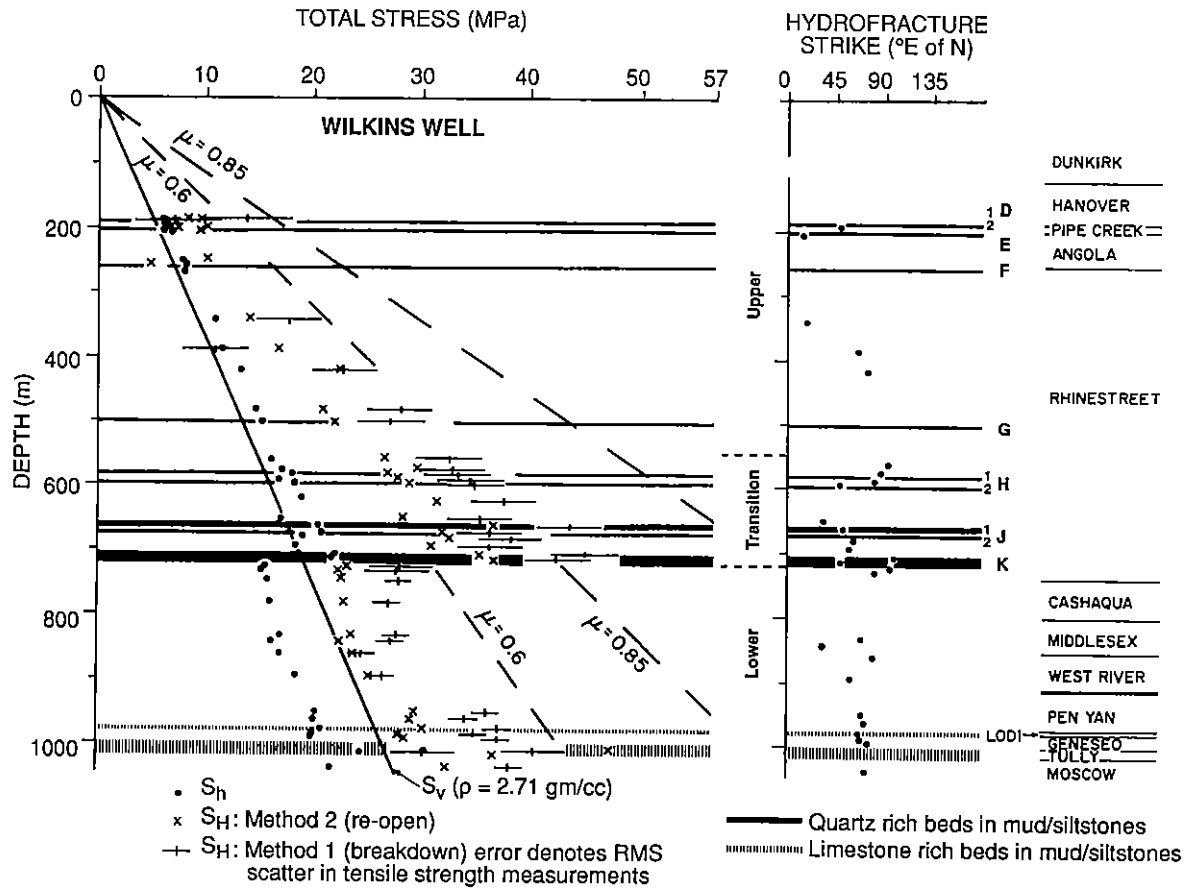 TOTAL STRESS (MPa)
HYDROFRACTURE
STRIKE (°E of N)
0 10 20 30 40 50 57
0 45 90 135
WILKINS WELL
DEPTH (m)
0
200
400
600
800
1000
μ = 0.85
μ = 0.6
μ = 0.6
μ = 0.85
Upper
Transition
Lower
1 D
2
E
F
G
1 H
2
J 1
2
K
DUNKIRK
HANOVER
PIPE CREEK
ANGOLA
RHINESTREET
CASHAQUA
MIDDLESEX
WEST RIVER
PEN YAN
LODI
GENESEO
TULLY
MOSCOW
Sv (ρ = 2.71 gm/cc)
• Sh
× SH: Method 2 (re-open)
SH: Method 1 (breakdown) error denotes RMS
scatter in tensile strength measurements
Quartz rich beds in mud/siltstones
Limestone rich beds in mud/siltstones